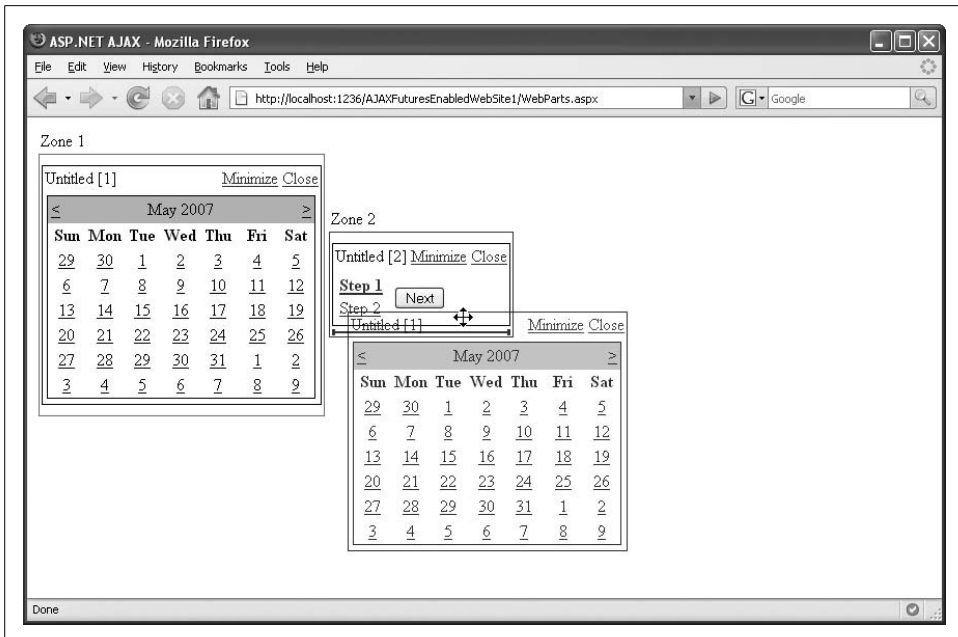 ASP.NET AJAX - Mozilla Firefox
File Edit View History Bookmarks Tools Help
http://localhost:1236/AJAXFuturesEnabledWebSite1/WebParts.aspx
G Google
Zone 1
Untitled [1] Minimize Close
< May 2007 >
Sun Mon Tue Wed Thu Fri Sat
29 30 1 2 3 4 5
6 7 8 9 10 11 12
13 14 15 16 17 18 19
20 21 22 23 24 25 26
27 28 29 30 31 1 2
3 4 5 6 7 8 9
Zone 2
Untitled [2] Minimize Close
Step 1
Next
Step 2
Untitled [1] Minimize Close
< May 2007 >
Sun Mon Tue Wed Thu Fri Sat
29 30 1 2 3 4 5
6 7 8 9 10 11 12
13 14 15 16 17 18 19
20 21 22 23 24 25 26
27 28 29 30 31 1 2
3 4 5 6 7 8 9
Done